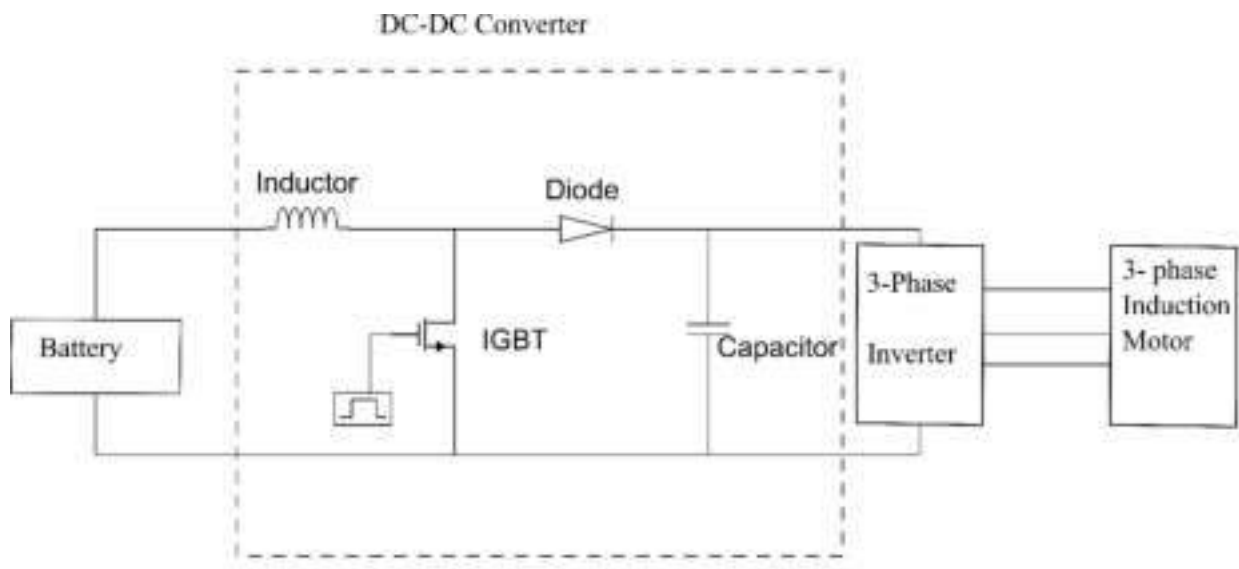 DC-DC Converter
Inductor
Diode
Battery
IGBT
Capacitor
3-Phase
Inverter
3- phase
Induction
Motor